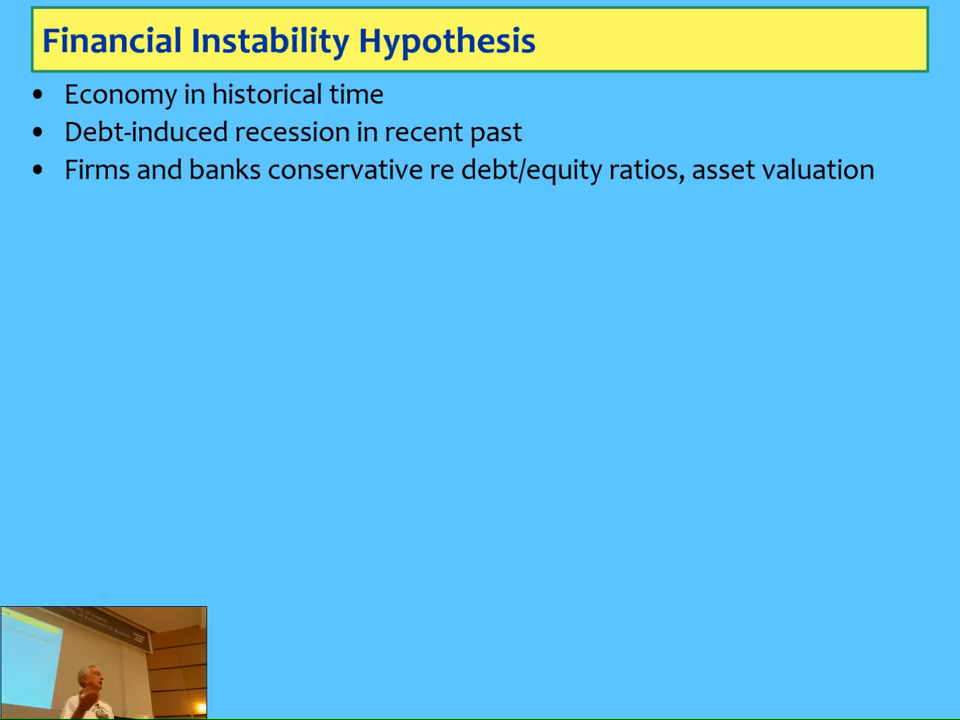 Financial Instability Hypothesis
• Economy in historical time
• Debt-induced recession in recent past
• Firms and banks conservative re debt/equity ratios, asset valuation